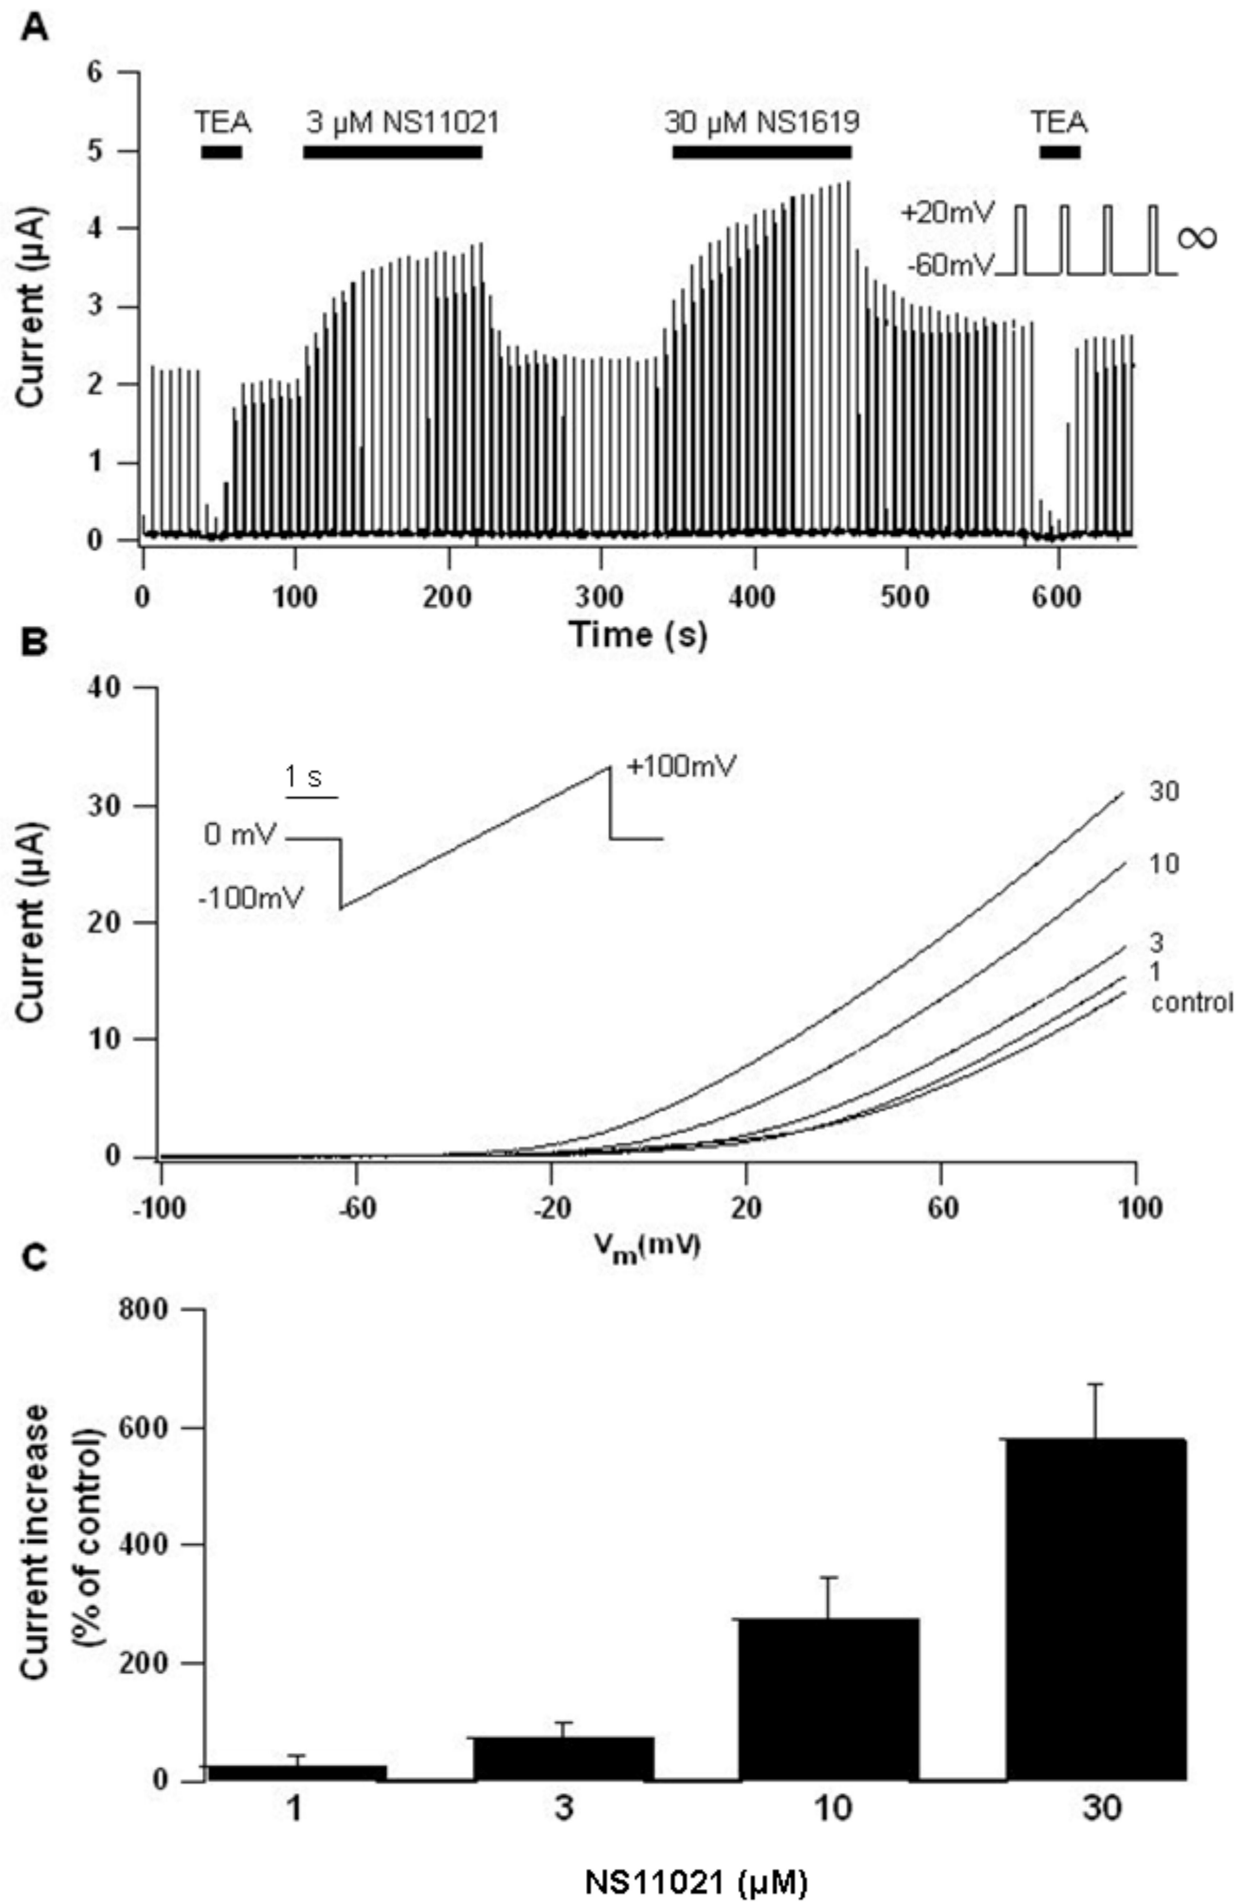 A
6
TEA 3 µM NS11021 30 µM NS1619 TEA
5
+20mV
4
-60mV ∞
3
2
1
0
Current (µA)
0 100 200 300 400 500 600
Time (s)
B
40
1 s +100mV
30
0 mV
-100mV
20
10
0
Current (µA)
30
10
3
1
control
-100 -60 -20 20 60 100
Vm(mV)
C
800
600
400
200
0
Current increase
(% of control)
1 3 10 30
NS11021 (µM)